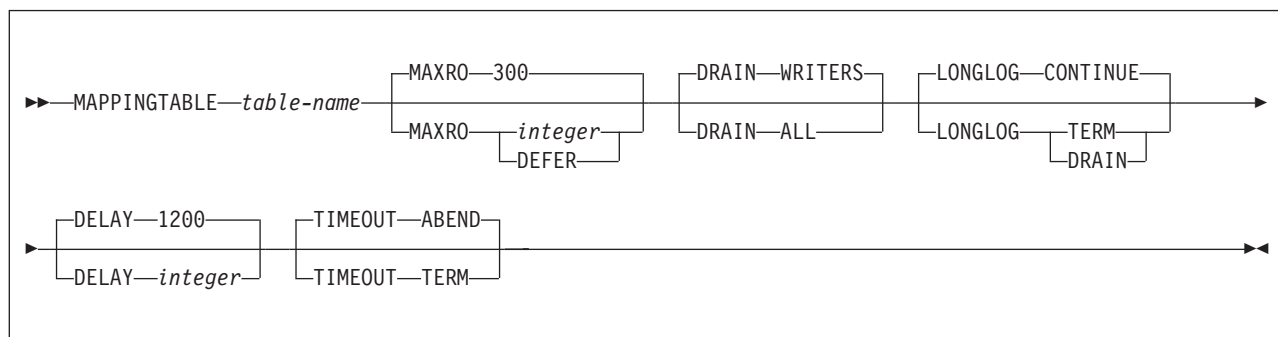 MAXRO 300 DRAIN WRITERS LONGLOG CONTINUE
MAPPINGTABLE table-name
MAXRO integer DRAIN ALL LONGLOG TERM
DEFER DRAIN
DELAY 1200 TIMEOUT ABEND
DELAY integer TIMEOUT TERM